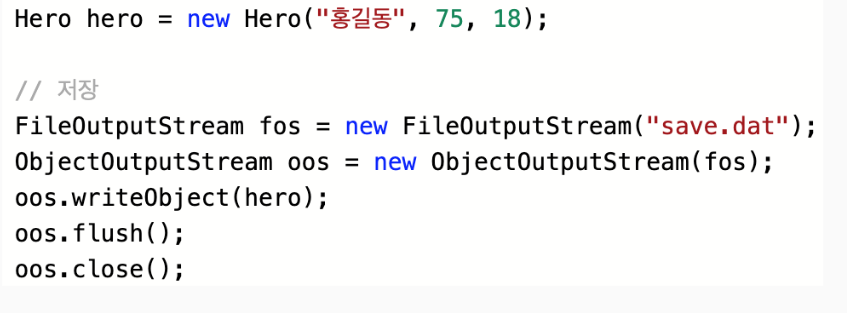 Hero hero = new Hero("홍길동", 75, 18);
// 저장
FileOutputStream fos = new FileOutputStream("save.dat");
ObjectOutputStream oos = new ObjectOutputStream(fos);
oos.writeObject(hero);
oos.flush();
oos.close();